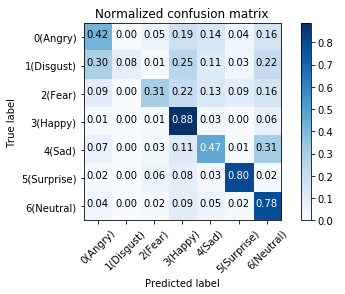 Normalized confusion matrix
True label
0(Angry) 0.42 0.00 0.05 0.19 0.14 0.04 0.16
1(Disgust) 0.30 0.08 0.01 0.25 0.11 0.03 0.22
2(Fear) 0.09 0.00 0.31 0.22 0.13 0.09 0.16
3(Happy) 0.01 0.00 0.01 0.88 0.03 0.00 0.06
4(Sad) 0.07 0.00 0.03 0.11 0.47 0.01 0.31
5(Surprise) 0.02 0.00 0.06 0.08 0.03 0.80 0.02
6(Neutral) 0.04 0.00 0.02 0.09 0.05 0.02 0.78
0(Angry) 1(Disgust) 2(Fear) 3(Happy) 4(Sad) 5(Surprise) 6(Neutral)
Predicted label
0.8
0.7
0.6
0.5
0.4
0.3
0.2
0.1
0.0